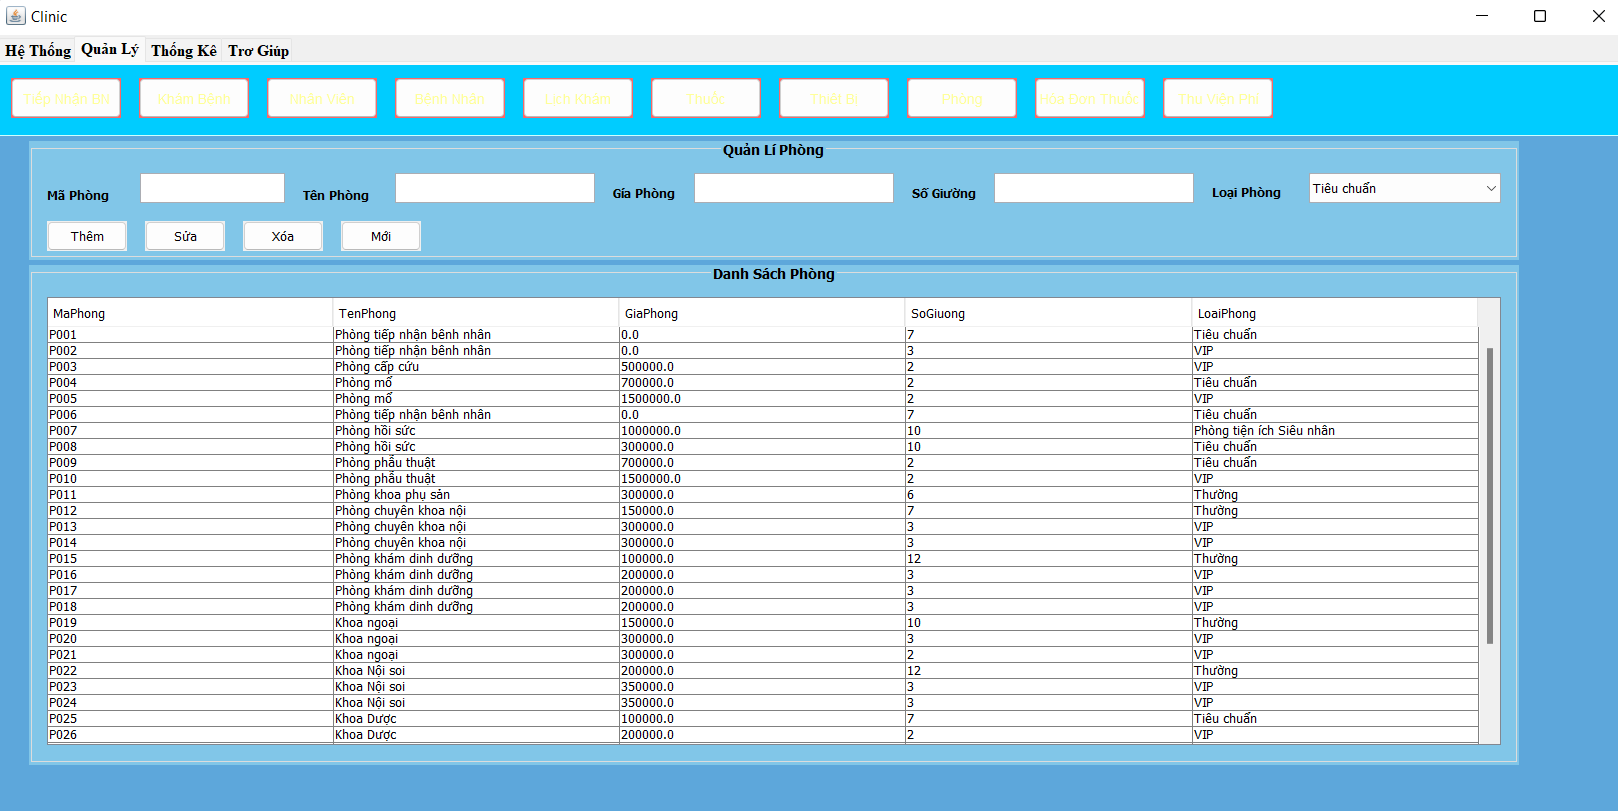 Clinic
Hệ Thống Quản Lý Thống Kê Trơ Giúp
Tiếp Nhân BN Khám Bênh Nhân Viên Bênh Nhân Lich Khám Thuốc Thiết Bi Phòng Hóa Đơn Thuốc Thu Viên Phí
Quản Lí Phòng
Mã Phòng Tên Phòng Gía Phòng Số Giường Loại Phòng Tiêu chuẩn
Thêm Sửa Xóa Mới
Danh Sách Phòng
MaPhong TenPhong GiaPhong SoGiuong LoaiPhong
P001 Phòng tiếp nhận bênh nhân 0.0 7 Tiêu chuẩn
P002 Phòng tiếp nhận bênh nhân 0.0 3 VIP
P003 Phòng cấp cứu 500000.0 2 VIP
P004 Phòng mổ 700000.0 2 Tiêu chuẩn
P005 Phòng mổ 1500000.0 2 VIP
P006 Phòng tiếp nhận bênh nhân 0.0 7 Tiêu chuẩn
P007 Phòng hồi sức 1000000.0 10 Phòng tiện ích Siêu nhân
P008 Phòng hồi sức 300000.0 10 Tiêu chuẩn
P009 Phòng phẫu thuật 700000.0 2 Tiêu chuẩn
P010 Phòng phẫu thuật 1500000.0 2 VIP
P011 Phòng khoa phụ sản 300000.0 6 Thường
P012 Phòng chuyên khoa nội 150000.0 7 Thường
P013 Phòng chuyên khoa nội 300000.0 3 VIP
P014 Phòng chuyên khoa nội 300000.0 3 VIP
P015 Phòng khám dinh dưỡng 100000.0 12 Thường
P016 Phòng khám dinh dưỡng 200000.0 3 VIP
P017 Phòng khám dinh dưỡng 200000.0 3 VIP
P018 Phòng khám dinh dưỡng 200000.0 3 VIP
P019 Khoa ngoại 150000.0 10 Thường
P020 Khoa ngoại 300000.0 3 VIP
P021 Khoa ngoại 300000.0 2 VIP
P022 Khoa Nội soi 200000.0 12 Thường
P023 Khoa Nội soi 350000.0 3 VIP
P024 Khoa Nội soi 350000.0 3 VIP
P025 Khoa Dược 100000.0 7 Tiêu chuẩn
P026 Khoa Dược 200000.0 2 VIP